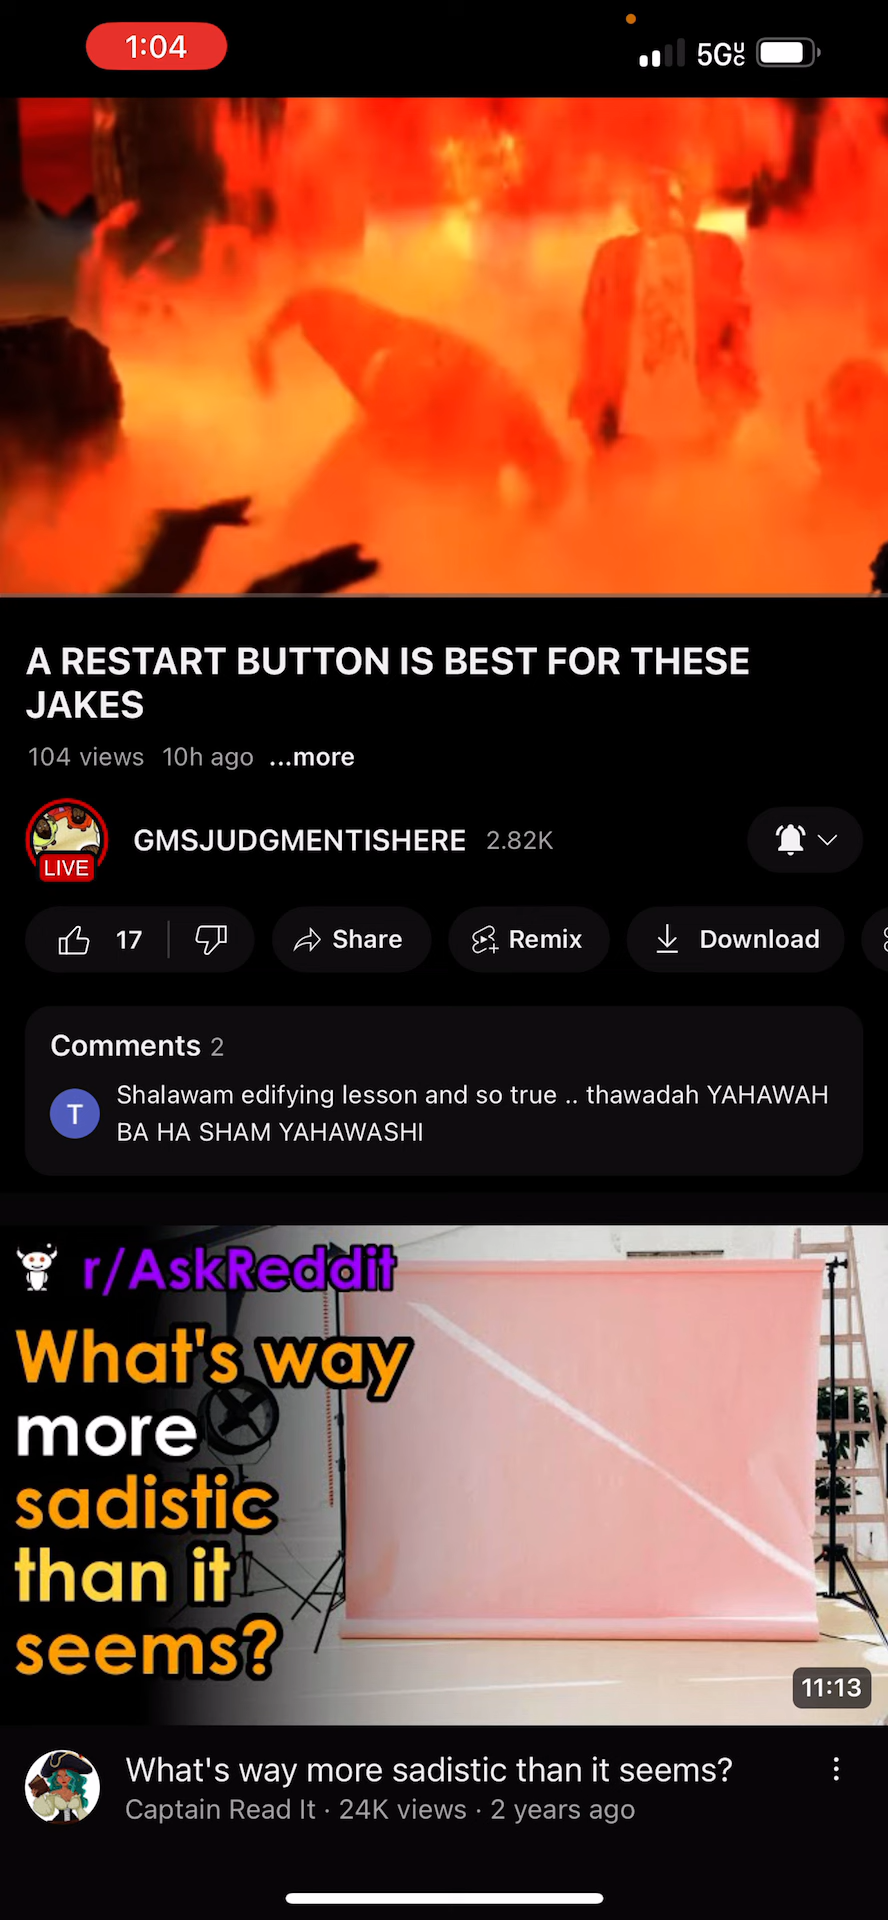 1:04
5GUC
A RESTART BUTTON IS BEST FOR THESE
JAKES
104 views 10h ago ...more
LIVE
GMSJUDGMENTISHERE 2.82K
17 Share Remix Download
Comments 2
T
Shalawam edifying lesson and so true .. thawadah YAHAWAH
BA HA SHAM YAHAWASHI
r/AskReddit
What's way
more
sadistic
than it
seems?
11:13
What's way more sadistic than it seems?
Captain Read It · 24K views · 2 years ago